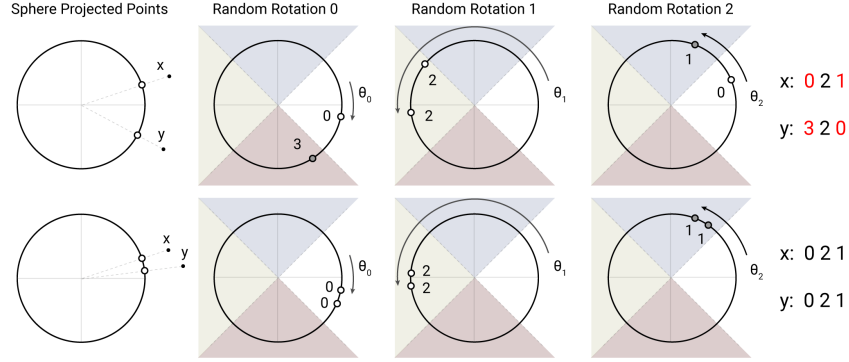 Sphere Projected Points
Random Rotation 0
Random Rotation 1
Random Rotation 2
x
y
0
3
θ0
2
2
θ1
1
0
θ2
x: 0 2 1
y: 3 2 0
x
y
0
0
θ0
2
2
θ1
1
1
θ2
x: 0 2 1
y: 0 2 1